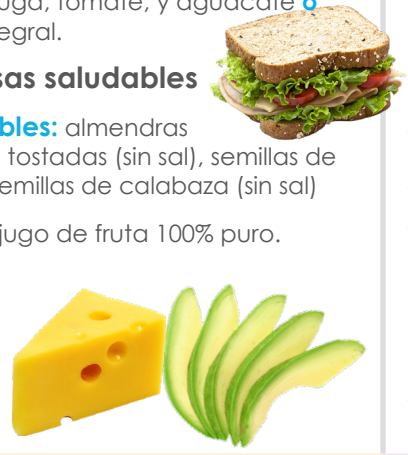 uga, tomate, y aguacate o
egral.
sas saludables
bles: almendras
tostadas (sin sal), semillas de
emillas de calabaza (sin sal)
jugo de fruta 100% puro.